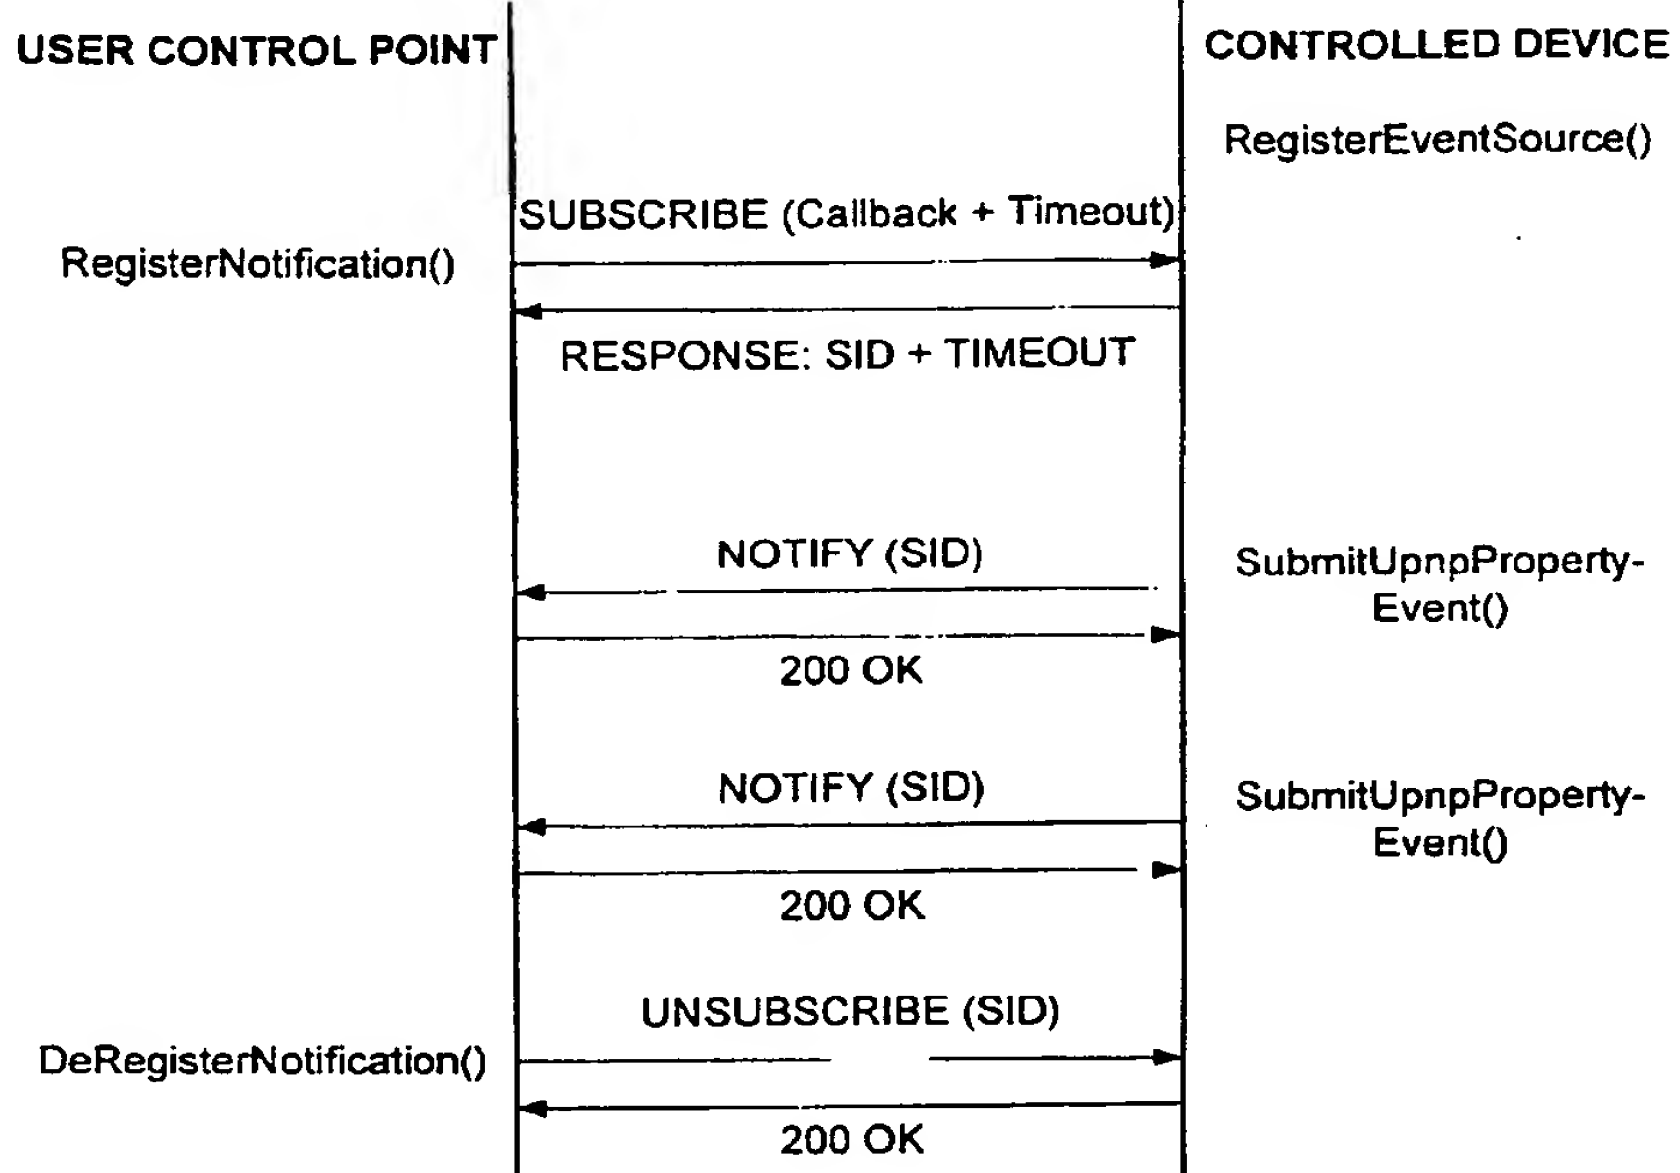 USER CONTROL POINT
CONTROLLED DEVICE
RegisterEventSource()
SUBSCRIBE (Callback + Timeout)
RegisterNotification()
RESPONSE: SID + TIMEOUT
NOTIFY (SID)
SubmitUpnpProperty-
Event()
200 OK
NOTIFY (SID)
SubmitUpnpProperty-
Event()
200 OK
UNSUBSCRIBE (SID)
DeRegisterNotification()
200 OK